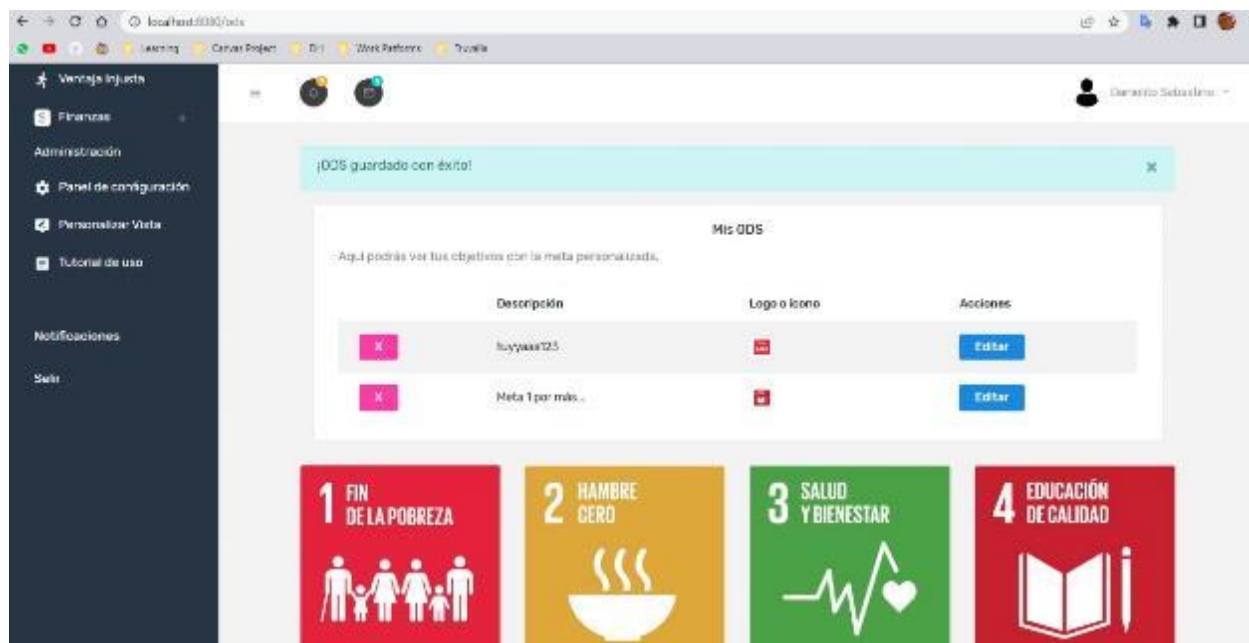 localhost:8080/ods
Learning
Canvas Project
Work Platforms
Ventaja Injusta
Finanzas
Administración
Panel de configuración
Personalizar Vista
Tutorial de uso
Notificaciones
Salir
¡ODS guardado con éxito!
×
Mis ODS
Aquí podrás ver tus objetivos con la meta personalizada.
Descripción Logo o icono Acciones
X Editar
X Meta 1 por más... Editar
1 FIN
DE LA POBREZA
2 HAMBRE
CERO
3 SALUD
Y BIENESTAR
4 EDUCACIÓN
DE CALIDAD